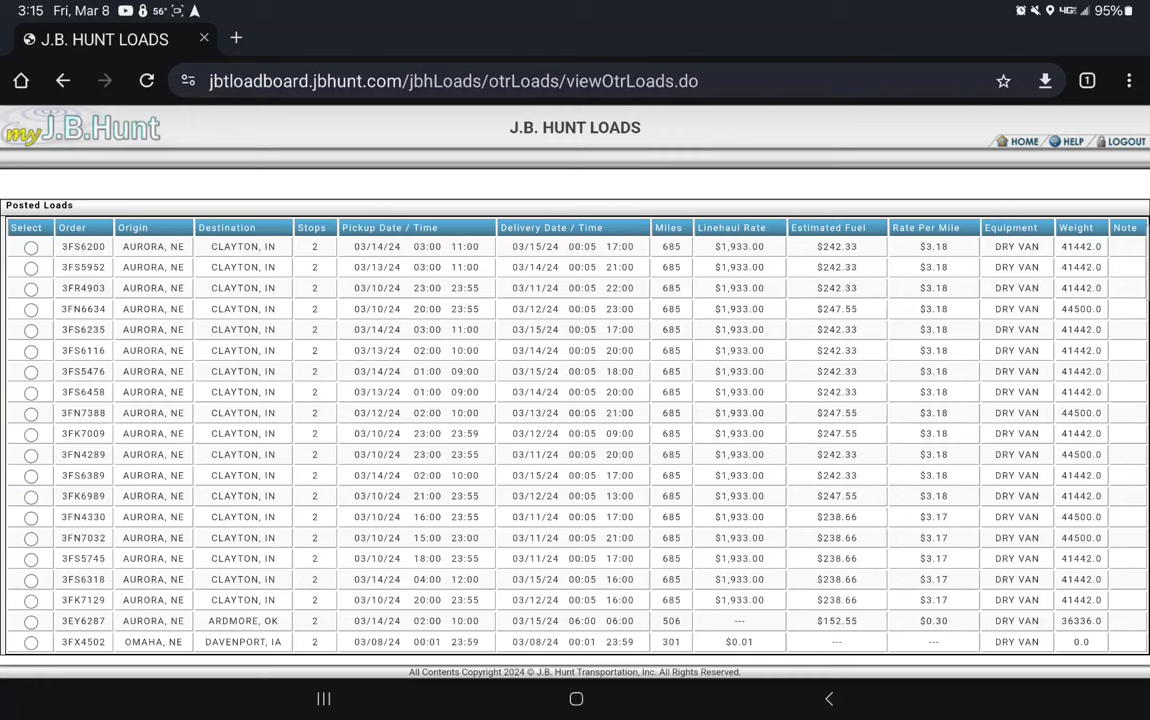 3:15 Fri, Mar 8 56° 4G 95%
J.B. HUNT LOADS
jbtloadboard.jbhunt.com/jbhLoads/otrLoads/viewOtrLoads.do 1
myJ.B.Hunt J.B. HUNT LOADS HOME HELP LOGOUT
Posted Loads
Select Order Origin Destination Stops Pickup Date / Time Delivery Date / Time Miles Linehaul Rate Estimated Fuel Rate Per Mile Equipment Weight Note
3FS6200 AURORA, NE CLAYTON, IN 2 03/14/24 03:00 11:00 03/15/24 00:05 17:00 685 $1,933.00 $242.33 $3.18 DRY VAN 41442.0
3FS5952 AURORA, NE CLAYTON, IN 2 03/13/24 03:00 11:00 03/14/24 00:05 21:00 685 $1,933.00 $242.33 $3.18 DRY VAN 41442.0
3FR4903 AURORA, NE CLAYTON, IN 2 03/10/24 23:00 23:55 03/11/24 00:05 22:00 685 $1,933.00 $242.33 $3.18 DRY VAN 41442.0
3FN6634 AURORA, NE CLAYTON, IN 2 03/10/24 20:00 23:55 03/12/24 00:05 23:00 685 $1,933.00 $247.55 $3.18 DRY VAN 44500.0
3FS6235 AURORA, NE CLAYTON, IN 2 03/14/24 03:00 11:00 03/15/24 00:05 17:00 685 $1,933.00 $242.33 $3.18 DRY VAN 41442.0
3FS6116 AURORA, NE CLAYTON, IN 2 03/13/24 02:00 10:00 03/14/24 00:05 20:00 685 $1,933.00 $242.33 $3.18 DRY VAN 41442.0
3FS5476 AURORA, NE CLAYTON, IN 2 03/14/24 01:00 09:00 03/15/24 00:05 18:00 685 $1,933.00 $242.33 $3.18 DRY VAN 41442.0
3FS6458 AURORA, NE CLAYTON, IN 2 03/13/24 01:00 09:00 03/14/24 00:05 20:00 685 $1,933.00 $242.33 $3.18 DRY VAN 41442.0
3FN7388 AURORA, NE CLAYTON, IN 2 03/12/24 02:00 10:00 03/13/24 00:05 21:00 685 $1,933.00 $247.55 $3.18 DRY VAN 44500.0
3FK7009 AURORA, NE CLAYTON, IN 2 03/10/24 23:00 23:59 03/12/24 00:05 09:00 685 $1,933.00 $247.55 $3.18 DRY VAN 41442.0
3FN4289 AURORA, NE CLAYTON, IN 2 03/10/24 23:00 23:55 03/11/24 00:05 20:00 685 $1,933.00 $242.33 $3.18 DRY VAN 44500.0
3FS6389 AURORA, NE CLAYTON, IN 2 03/14/24 02:00 10:00 03/15/24 00:05 17:00 685 $1,933.00 $242.33 $3.18 DRY VAN 41442.0
3FK6989 AURORA, NE CLAYTON, IN 2 03/10/24 21:00 23:55 03/12/24 00:05 13:00 685 $1,933.00 $247.55 $3.18 DRY VAN 41442.0
3FN4330 AURORA, NE CLAYTON, IN 2 03/10/24 16:00 23:55 03/11/24 00:05 17:00 685 $1,933.00 $238.66 $3.17 DRY VAN 44500.0
3FN7032 AURORA, NE CLAYTON, IN 2 03/10/24 15:00 23:00 03/11/24 00:05 21:00 685 $1,933.00 $238.66 $3.17 DRY VAN 44500.0
3FS5745 AURORA, NE CLAYTON, IN 2 03/10/24 18:00 23:55 03/11/24 00:05 17:00 685 $1,933.00 $238.66 $3.17 DRY VAN 41442.0
3FS6318 AURORA, NE CLAYTON, IN 2 03/14/24 04:00 12:00 03/15/24 00:05 16:00 685 $1,933.00 $238.66 $3.17 DRY VAN 41442.0
3FK7129 AURORA, NE CLAYTON, IN 2 03/10/24 20:00 23:55 03/12/24 00:05 16:00 685 $1,933.00 $238.66 $3.17 DRY VAN 41442.0
3EY6287 AURORA, NE ARDMORE, OK 2 03/14/24 02:00 10:00 03/15/24 06:00 06:00 506 --- $152.55 $0.30 DRY VAN 36336.0
3FX4502 OMAHA, NE DAVENPORT, IA 2 03/08/24 00:01 23:59 03/08/24 00:01 23:59 301 $0.01 --- --- DRY VAN 0.0
All Contents Copyright 2024 © J.B. Hunt Transportation, Inc. All Rights Reserved.